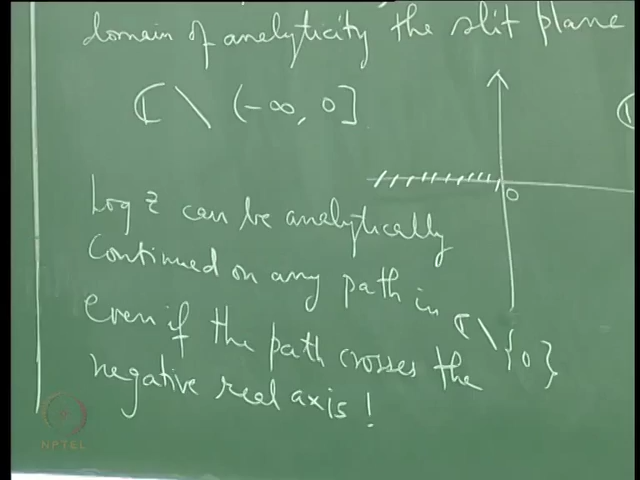 domain of analyticity the slit plane
ℂ \ (-∞, 0]
0
Log z can be analytically
continued on any path in ℂ \ {0}
even if the path crosses the
negative real axis!
NPTEL